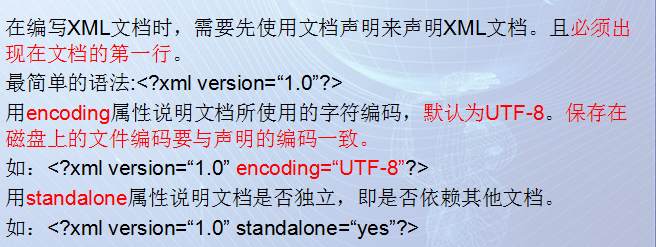 在编写XML文档时，需要先使用文档声明来声明XML文档。且必须出
现在文档的第一行。
最简单的语法:<?xml version=“1.0”?>
用encoding属性说明文档所使用的字符编码，默认为UTF-8。保存在
磁盘上的文件编码要与声明的编码一致。
如：<?xml version=“1.0” encoding=“UTF-8”?>
用standalone属性说明文档是否独立，即是否依赖其他文档。
如：<?xml version=“1.0” standalone=“yes”?>